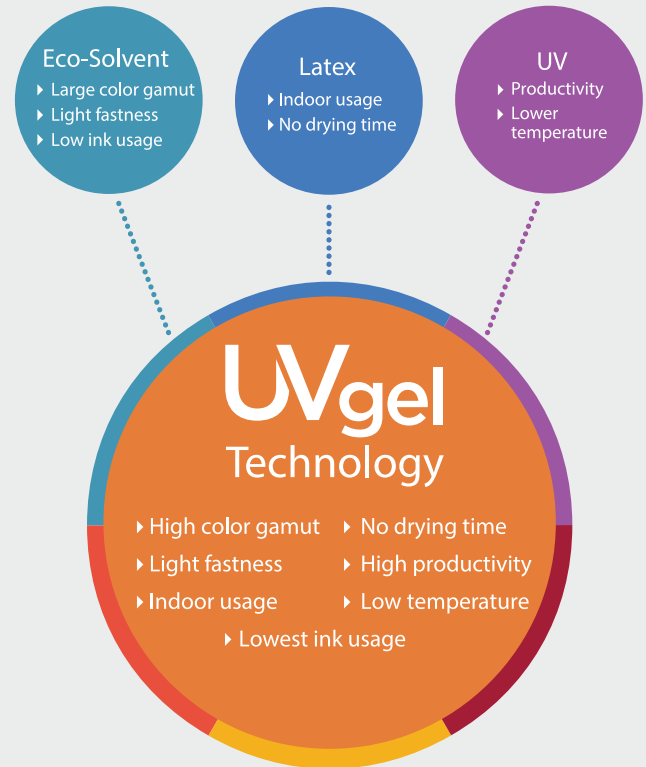 Eco-Solvent
Large color gamut
Light fastness
Low ink usage
Latex
Indoor usage
No drying time
UV
Productivity
Lower
temperature
UVgel
Technology
High color gamut
No drying time
Light fastness
High productivity
Indoor usage
Low temperature
Lowest ink usage